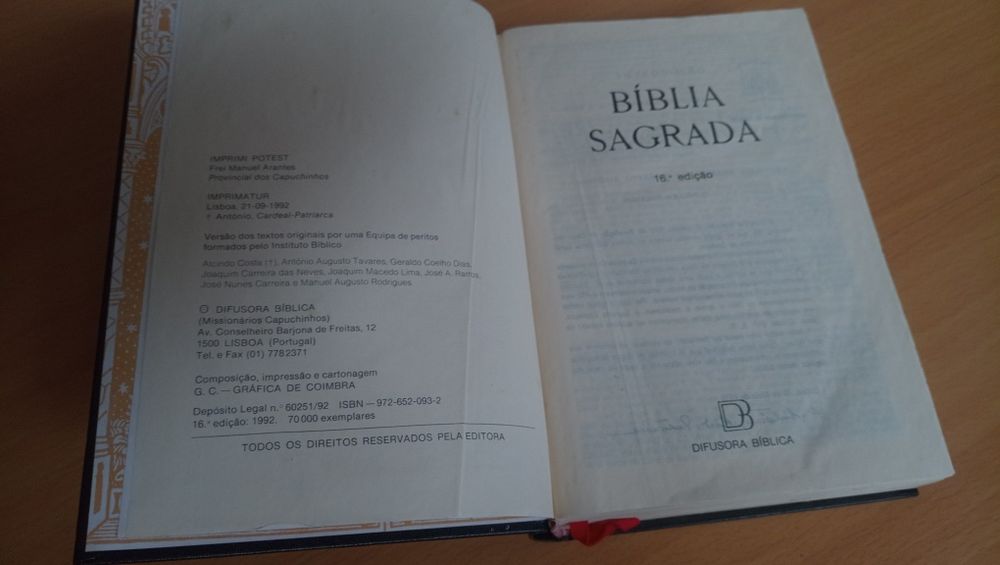 IMPRIMI POTEST
Frei Manuel Arantes
Provincial dos Capuchinhos
IMPRIMATUR
Lisboa, 21-09-1992
† António, Cardeal-Patriarca
Versão dos textos originais por uma Equipa de peritos
formados pelo Instituto Bíblico
Alcindo Costa (†), António Augusto Tavares, Geraldo Coelho Dias,
Joaquim Carreira das Neves, Joaquim Macedo Lima, José A. Ramos,
José Nunes Carreira e Manuel Augusto Rodrigues.
DIFUSORA BÍBLICA
(Missionários Capuchinhos)
Av. Conselheiro Barjona de Freitas, 12
1500 LISBOA (Portugal)
Tel. e Fax (01) 7782371
Composição, impressão e cartonagem
G. C. — GRÁFICA DE COIMBRA
Depósito Legal n.º 60251/92 ISBN — 972-652-093-2
16.ª edição: 1992. 70 000 exemplares
TODOS OS DIREITOS RESERVADOS PELA EDITORA
BÍBLIA
SAGRADA
16.ª edição
DIFUSORA BÍBLICA